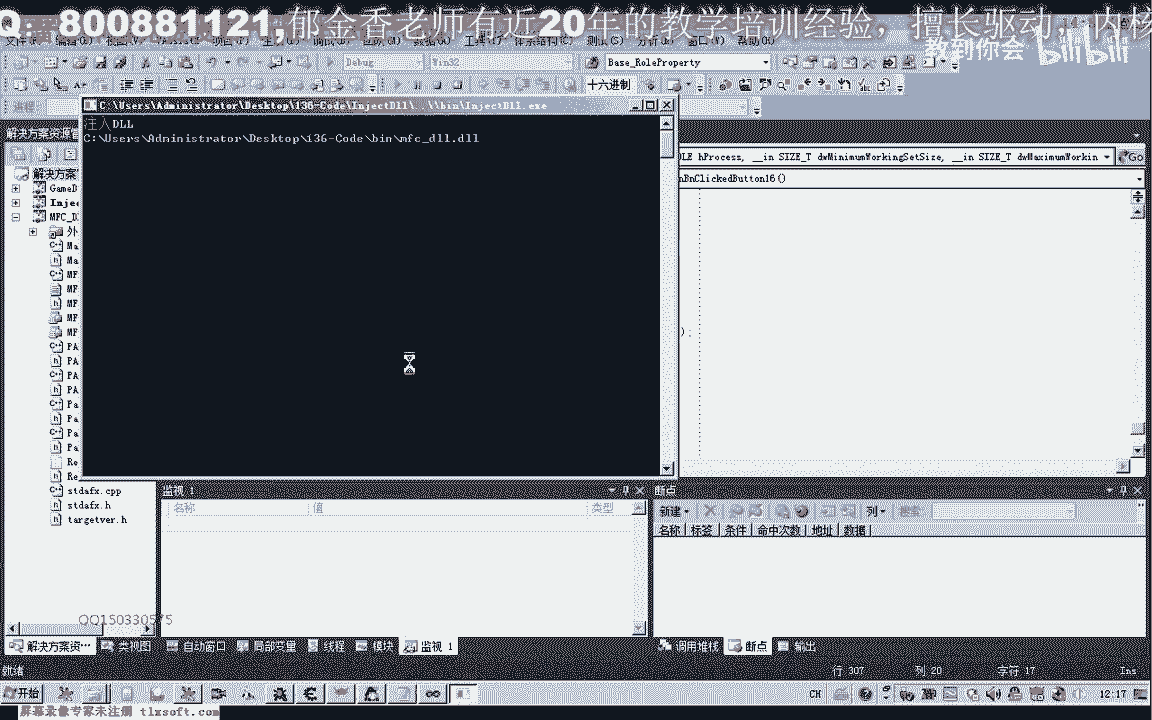 Q. 800881121,郁金香老师有近20年的教学培训经验，擅长驱动，内核
教到你会
bilibili
Debug
Win32
Base_RoleProperty
十六进制
C:\Users\Administrator\Desktop\136-Code\InjectDll\..\\bin\InjectDll.exe
注入DLL
C:\Users\Administrator\Desktop\136-Code\bin\mfc_dll.dll
解决方案资源管
DLE hProcess, __in SIZE_T dwMinimumWorkingSetSize, __in SIZE_T dwMaximumWorkin
Go
nBnClickedButton16()
解决方案
GameD
Injec
MFC_D
外
Ma
Ma
MF
MF
MF
MF
MF
PA
PA
PA
PA
Pa
Pa
Pa
Pa
Re
Re
);
stdafx.cpp
stdafx.h
targetver.h
监视 1
名称
值
类型
断点
新建
列
搜索:
名称
标签
条件
命中次数
地址
数据
QQ150330575
解决方案资…
类视图
自动窗口
局部变量
线程
模块
监视 1
调用堆栈
断点
输出
就绪
行 307
列 20
字符 17
Ins
开始
CH
12:17
屏幕录像专家未注册 tlxsoft.com